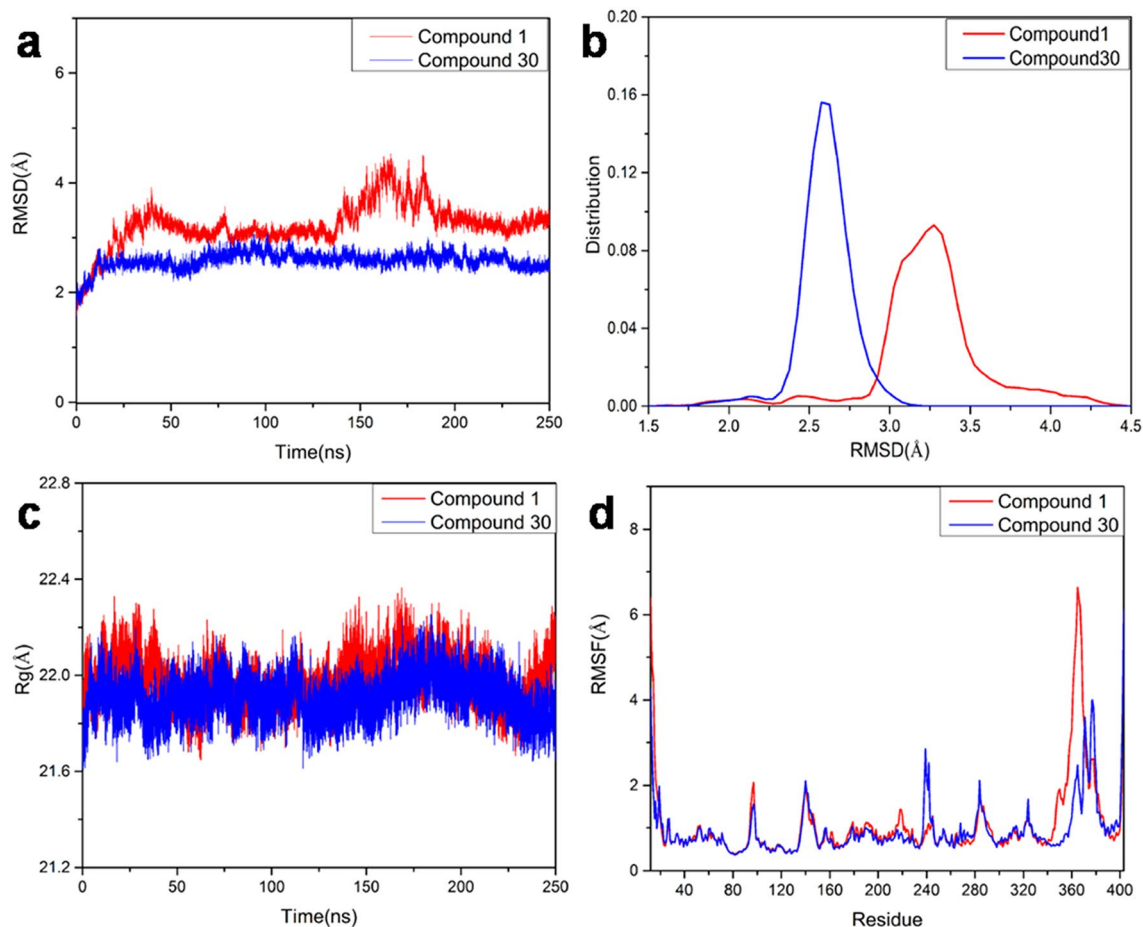 a
Compound 1
Compound 30
6
4
2
0
RMSD(Å)
0 50 100 150 200 250
Time(ns)
b
Compound1
Compound30
0.20
0.16
0.12
0.08
0.04
0.00
Distribution
1.5 2.0 2.5 3.0 3.5 4.0 4.5
RMSD(Å)
c
Compound 1
Compound 30
22.8
22.4
22.0
21.6
21.2
RgÅ)
0 50 100 150 200 250
Time(ns)
d
Compound 1
Compound 30
8
6
4
2
0
RMSF(Å)
40 80 120 160 200 240 280 320 360 400
Residue